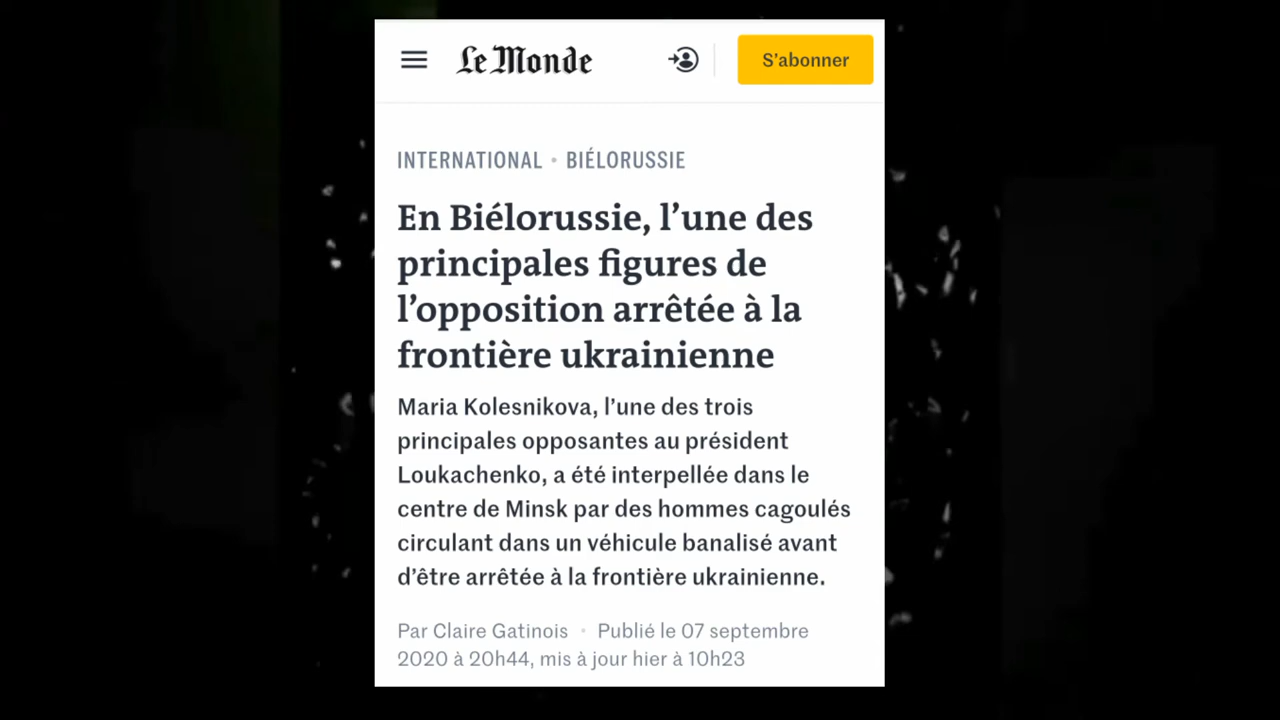 Le Monde
S'abonner
INTERNATIONAL • BIÉLORUSSIE
En Biélorussie, l’une des
principales figures de
l’opposition arrêtée à la
frontière ukrainienne
Maria Kolesnikova, l’une des trois
principales opposantes au président
Loukachenko, a été interpellée dans le
centre de Minsk par des hommes cagoulés
circulant dans un véhicule banalisé avant
d’être arrêtée à la frontière ukrainienne.
Par Claire Gatinois • Publié le 07 septembre
2020 à 20h44, mis à jour hier à 10h23